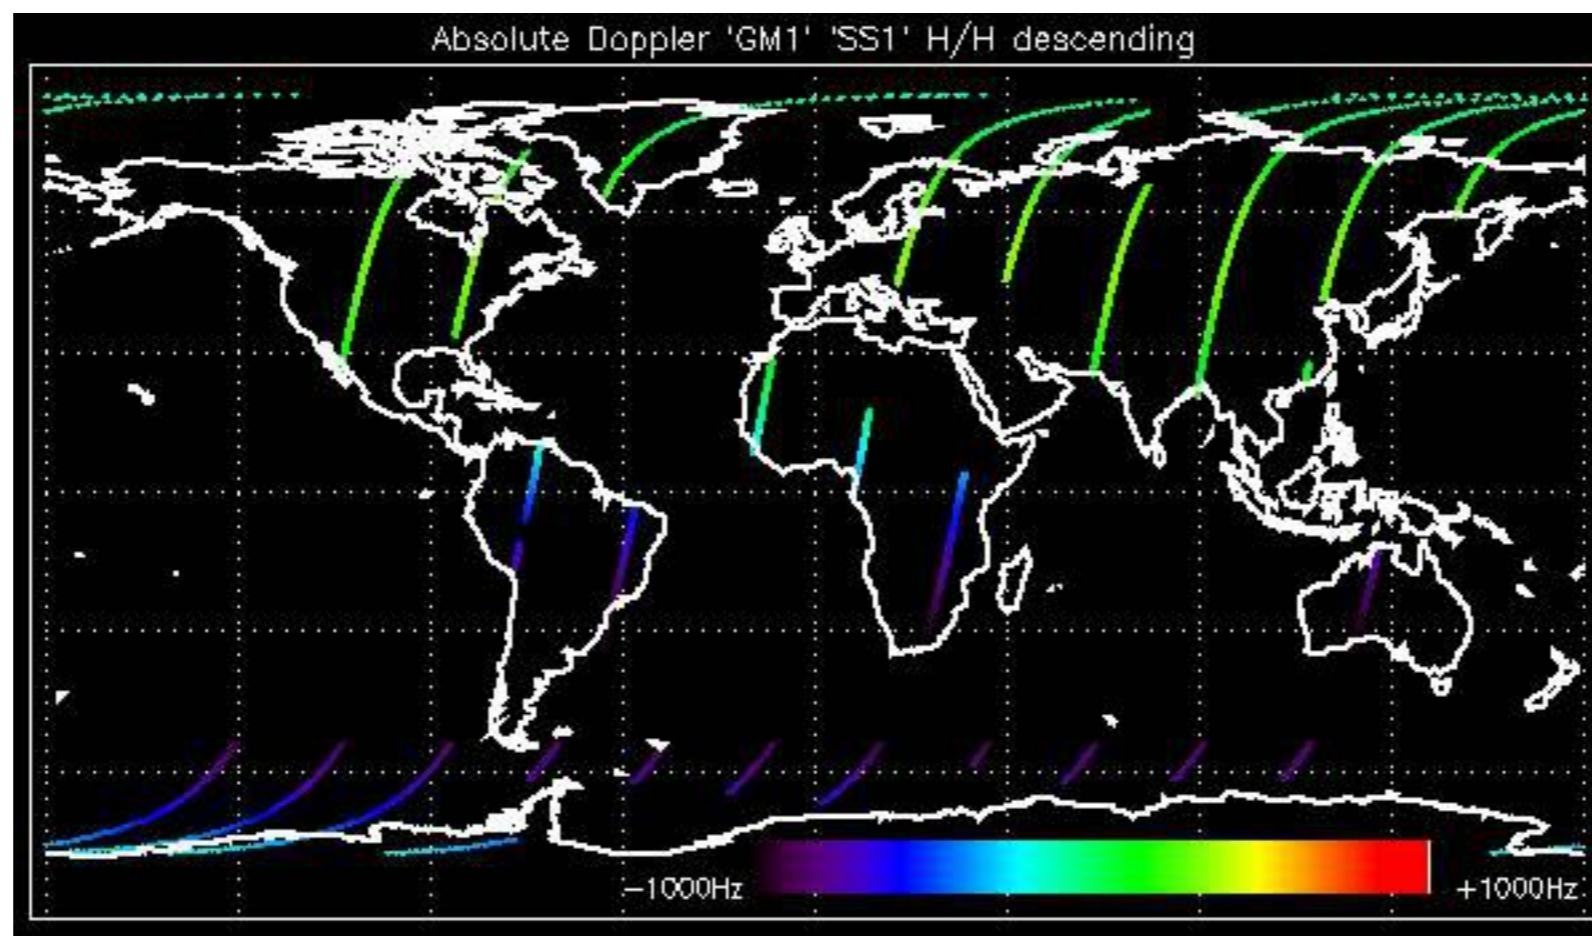 Absolute Doppler 'GM1' 'SS1' H/H descending
−1000Hz
+1000Hz